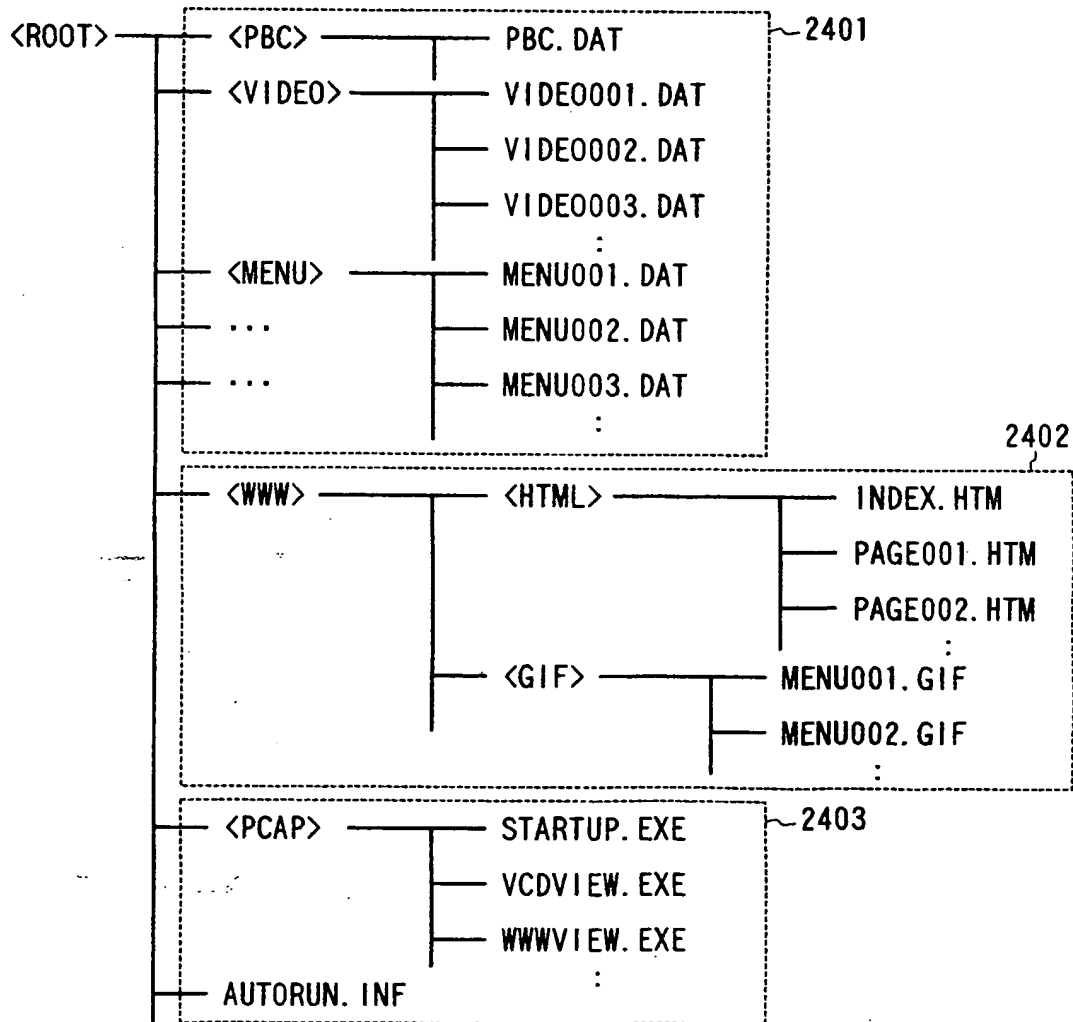 <ROOT> <PBC> PBC.DAT 2401
<VIDEO> VIDEO001.DAT
VIDEO002.DAT
VIDEO003.DAT
:
<MENU> MENU001.DAT
... MENU002.DAT
... MENU003.DAT
:
2402
<WWW> <HTML> INDEX.HTM
PAGE001.HTM
PAGE002.HTM
:
<GIF> MENU001.GIF
MENU002.GIF
:
<PCAP> STARTUP.EXE 2403
VCDVIEW.EXE
WWWVIEW.EXE
:
AUTORUN.INF